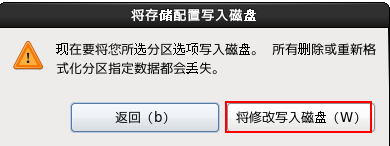 将存储配置写入磁盘
现在要将您所选分区选项写入磁盘。 所有删除或重新格
式化分区指定数据都会丢失。
返回（b） 将修改写入磁盘（W）